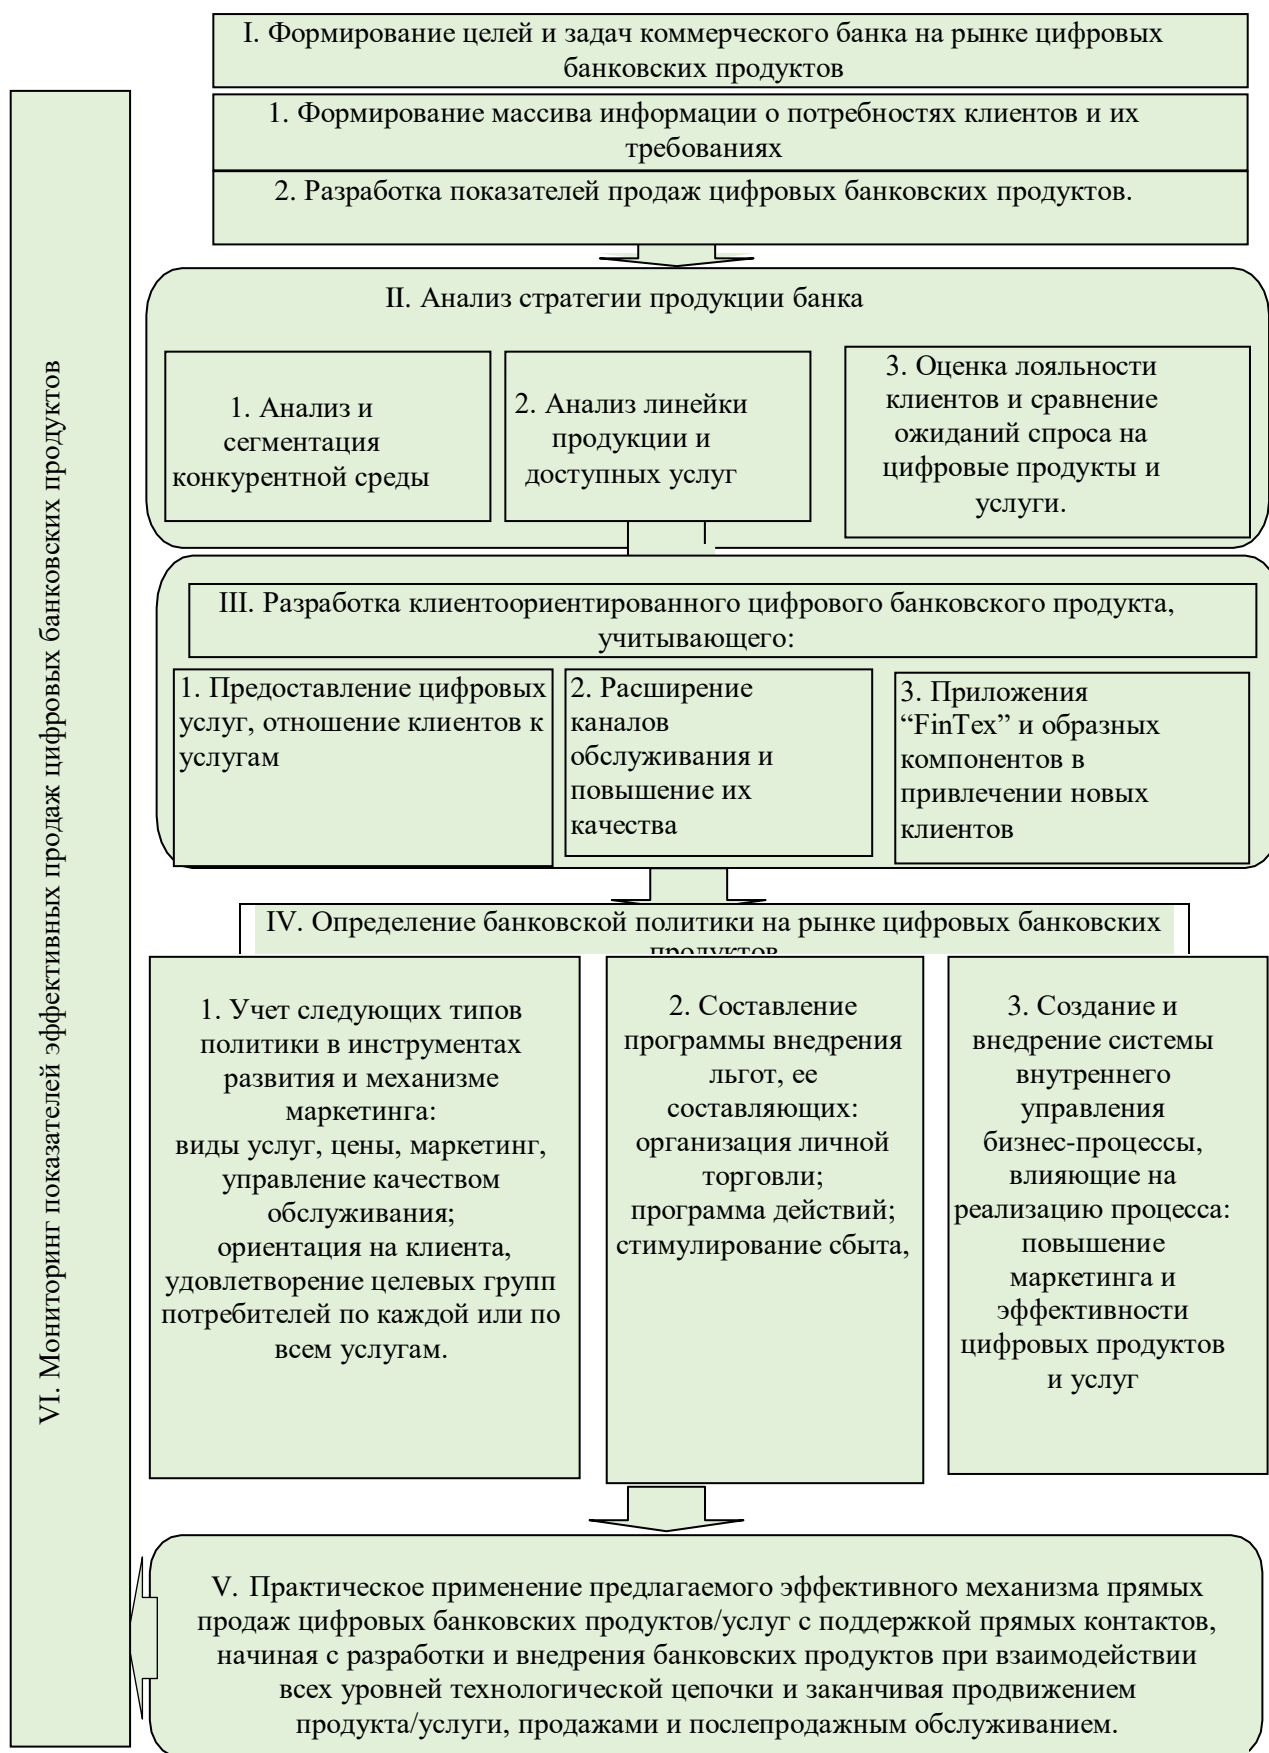 I. Формирование целей и задач коммерческого банка на рынке цифровых
банковских продуктов
1. Формирование массива информации о потребностях клиентов и их
требованиях
2. Разработка показателей продаж цифровых банковских продуктов.
II. Анализ стратегии продукции банка
1. Анализ и
сегментация
конкурентной среды
2. Анализ линейки
продукции и
доступных услуг
3. Оценка лояльности
клиентов и сравнение
ожиданий спроса на
цифровые продукты и
услуги.
III. Разработка клиентоориентированного цифрового банковского продукта,
учитывающего:
1. Предоставление цифровых
услуг, отношение клиентов к
услугам
2. Расширение
каналов
обслуживания и
повышение их
качества
3. Приложения
“FinTex” и образных
компонентов в
привлечении новых
клиентов
IV. Определение банковской политики на рынке цифровых банковских
продуктов
1. Учет следующих типов
политики в инструментах
развития и механизме
маркетинга:
виды услуг, цены, маркетинг,
управление качеством
обслуживания;
ориентация на клиента,
удовлетворение целевых групп
потребителей по каждой или по
всем услугам.
2. Составление
программы внедрения
льгот, ее
составляющих:
организация личной
торговли;
программа действий;
стимулирование сбыта,
3. Создание и
внедрение системы
внутреннего
управления
бизнес-процессы,
влияющие на
реализацию процесса:
повышение
маркетинга и
эффективности
цифровых продуктов
и услуг
V. Практическое применение предлагаемого эффективного механизма прямых
продаж цифровых банковских продуктов/услуг с поддержкой прямых контактов,
начиная с разработки и внедрения банковских продуктов при взаимодействии
всех уровней технологической цепочки и заканчивая продвижением
продукта/услуги, продажами и послепродажным обслуживанием.
VI. Мониторинг показателей эффективных продаж цифровых банковских продуктов